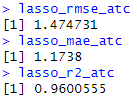 > lasso_rmse_atc
[1] 1.474731
> lasso_mae_atc
[1] 1.1738
> lasso_r2_atc
[1] 0.9600555